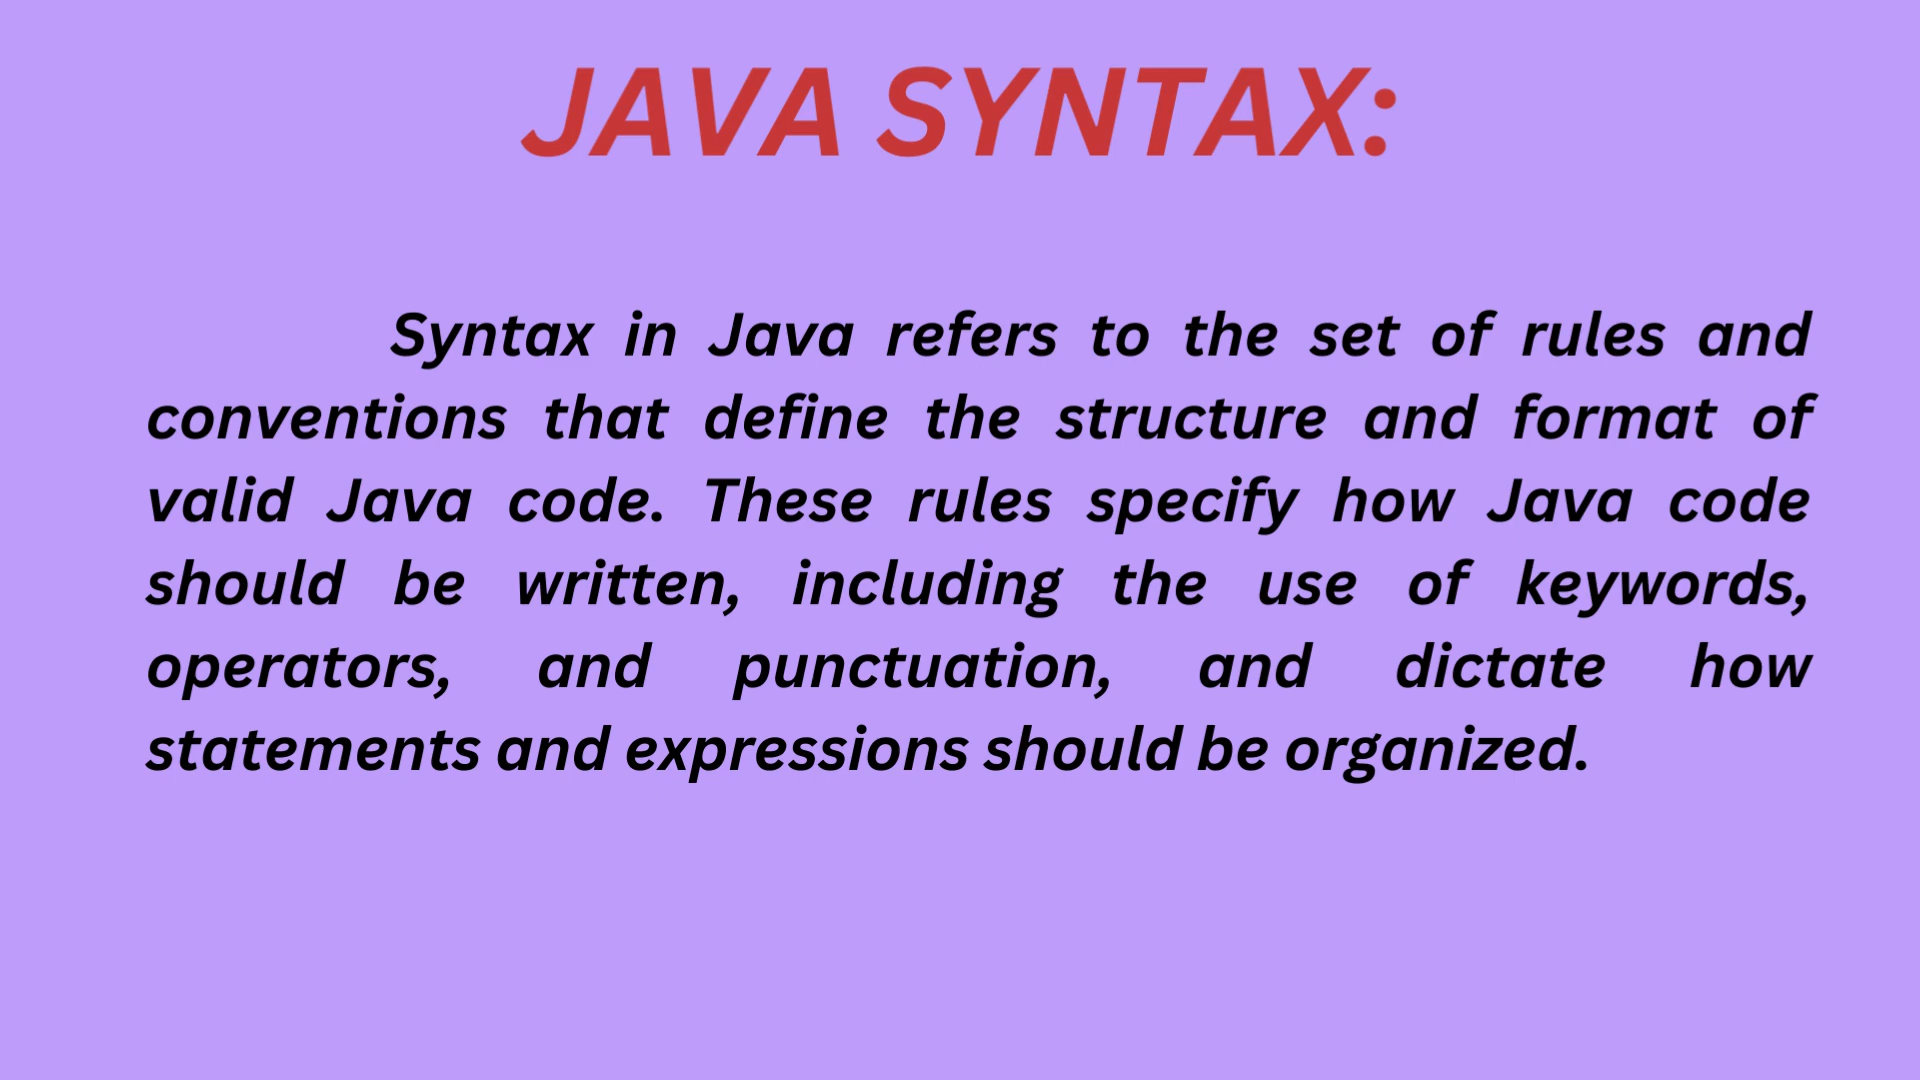 JAVA SYNTAX:
Syntax in Java refers to the set of rules and
conventions that define the structure and format of
valid Java code. These rules specify how Java code
should be written, including the use of keywords,
operators, and punctuation, and dictate how
statements and expressions should be organized.